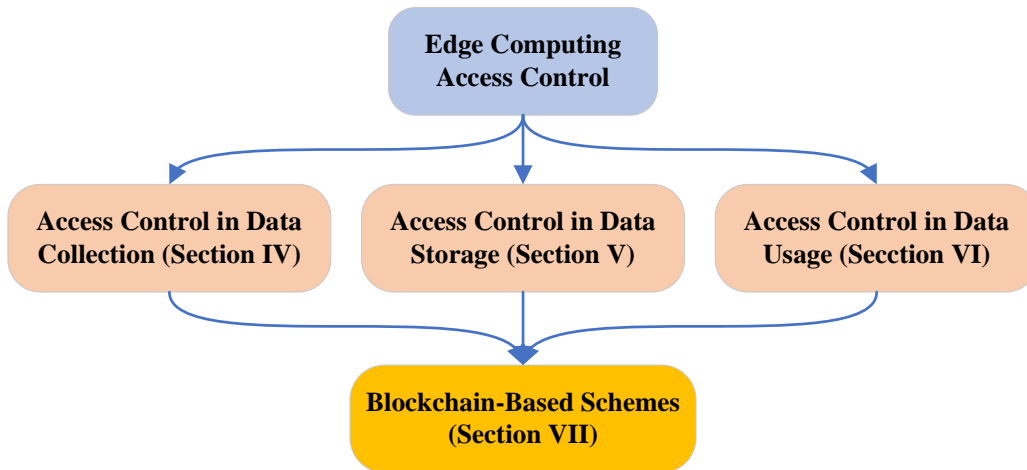 Edge Computing
Access Control
Access Control in Data
Collection (Section IV)
Access Control in Data
Storage (Section V)
Access Control in Data
Usage (Secction VI)
Blockchain-Based Schemes
(Section VII)